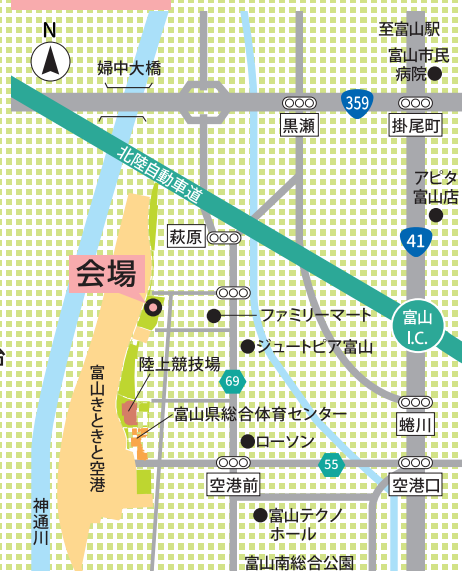 N
至富山駅
富山市民
病院
婦中大橋
359
黒瀬
掛尾町
北陸自動車道
アピタ
富山店
萩原
41
会場
ファミリーマート
富山
I.C.
ジュートピア富山
陸上競技場
69
富山きときと空港
富山県総合体育センター
蜷川
ローソン
55
空港前
空港口
神通川
富山テクノ
ホール
富山南総合公園